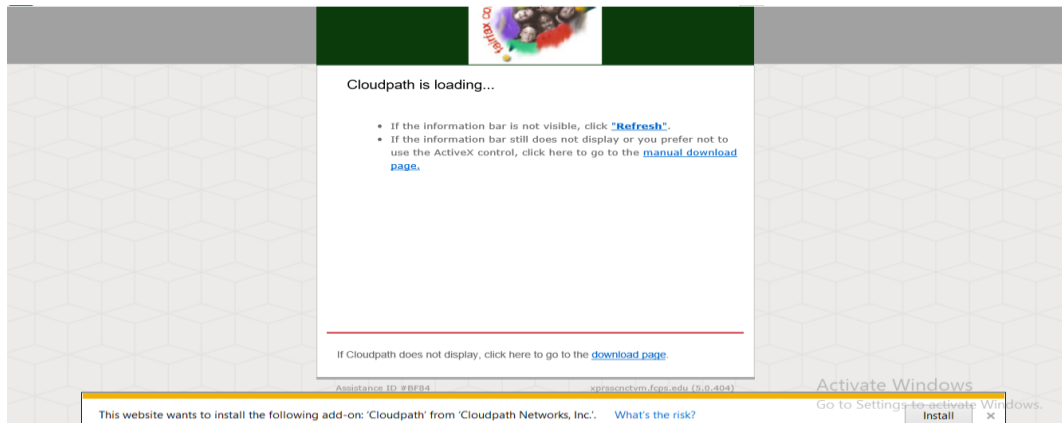 fairfax co
Cloudpath is loading...
• If the information bar is not visible, click "Refresh".
• If the information bar still does not display or you prefer not to
use the ActiveX control, click here to go to the manual download
page.
If Cloudpath does not display, click here to go to the download page.
Assistance ID #BFB4 xprsscnctvm.fcps.edu (5.0.404)
Activate Windows
Go to Settings to activate Windows.
This website wants to install the following add-on: 'Cloudpath' from 'Cloudpath Networks, Inc.'. What's the risk? Install ×